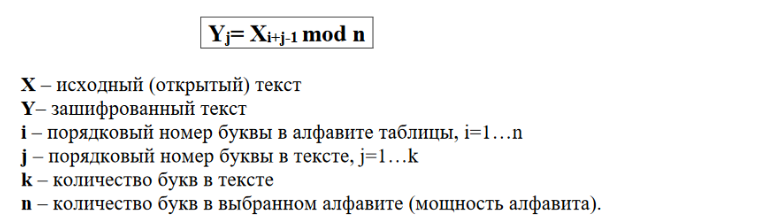 Yj= Xi+j-1 mod n
X – исходный (открытый) текст
Y– зашифрованный текст
i – порядковый номер буквы в алфавите таблицы, i=1…n
j – порядковый номер буквы в тексте, j=1…k
k – количество букв в тексте
n – количество букв в выбранном алфавите (мощность алфавита).